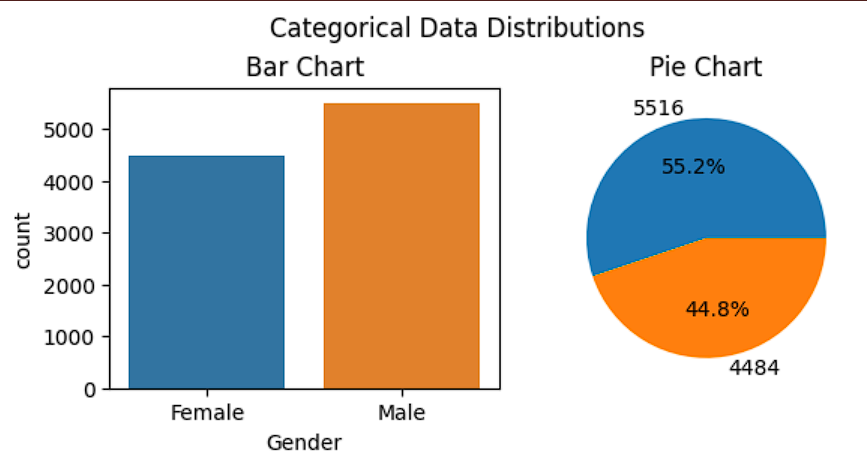 Categorical Data Distributions
Bar Chart
5000
4000
3000
2000
1000
0
count
Female
Male
Gender
Pie Chart
5516
55.2%
44.8%
4484